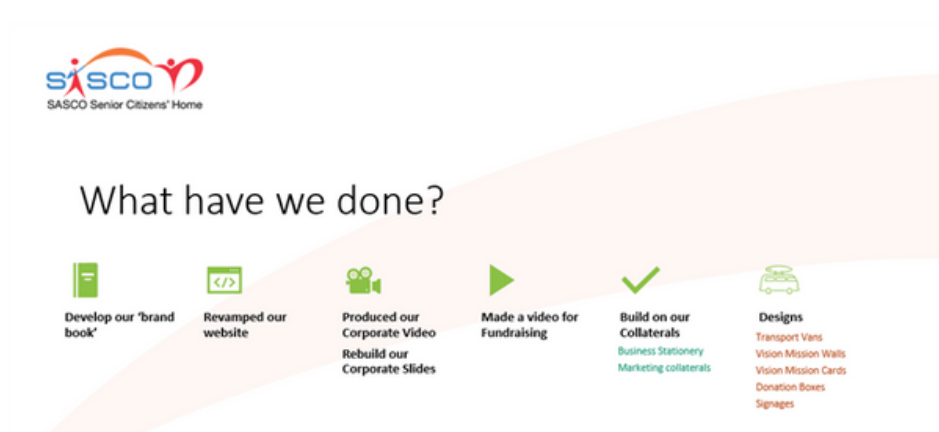 SASCO
SASCO Senior Citizens' Home
What have we done?
</>
Develop our 'brand
book'
Revamped our
website
Produced our
Corporate Video
Rebuild our
Corporate Slides
Made a video for
Fundraising
Build on our
Collaterals
Business Stationery
Marketing collaterals
Designs
Transport Vans
Vision Mission Walls
Vision Mission Cards
Donation Boxes
Signages